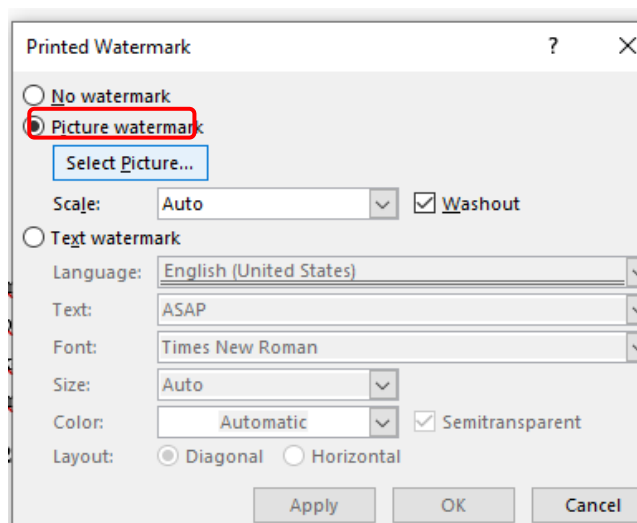 Printed Watermark ?
No watermark
Picture watermark
Select Picture...
Scale: Auto Washout
Text watermark
Language: English (United States)
Text: ASAP
Font: Times New Roman
Size: Auto
Color: Automatic Semitransparent
Layout: Diagonal Horizontal
Apply OK Cancel